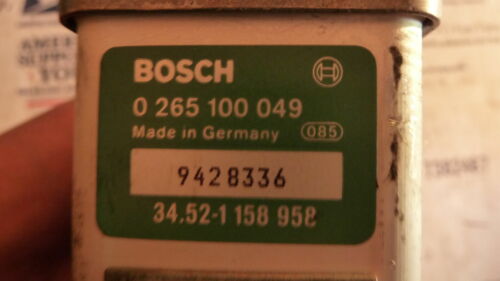 BOSCH
0 265 100 049
Made in Germany 085
9428336
34.52-1 158 958